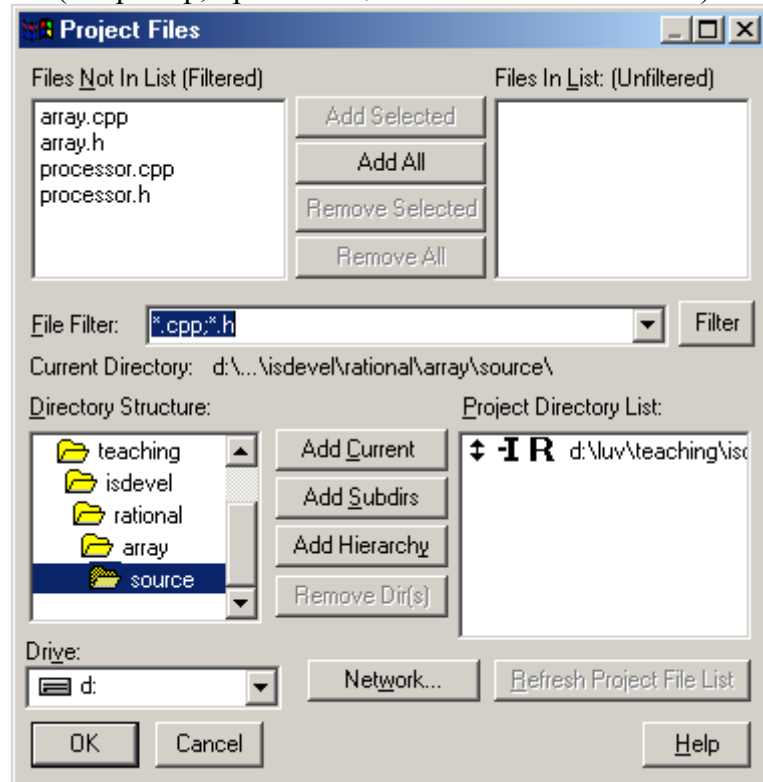 Project Files
Files Not In List (Filtered)
Files In List: (Unfiltered)
array.cpp
array.h
processor.cpp
processor.h
Add Selected
Add All
Remove Selected
Remove All
File Filter:
*.cpp;*.h
Filter
Current Directory: d:\...\isdevel\rational\array\source\
Directory Structure:
Project Directory List:
teaching
isdevel
rational
array
source
Add Current
Add Subdirs
Add Hierarchy
Remove Dir(s)
-I R d:\luv\teaching\isd
Drive:
d:
Network...
Refresh Project File List
OK
Cancel
Help